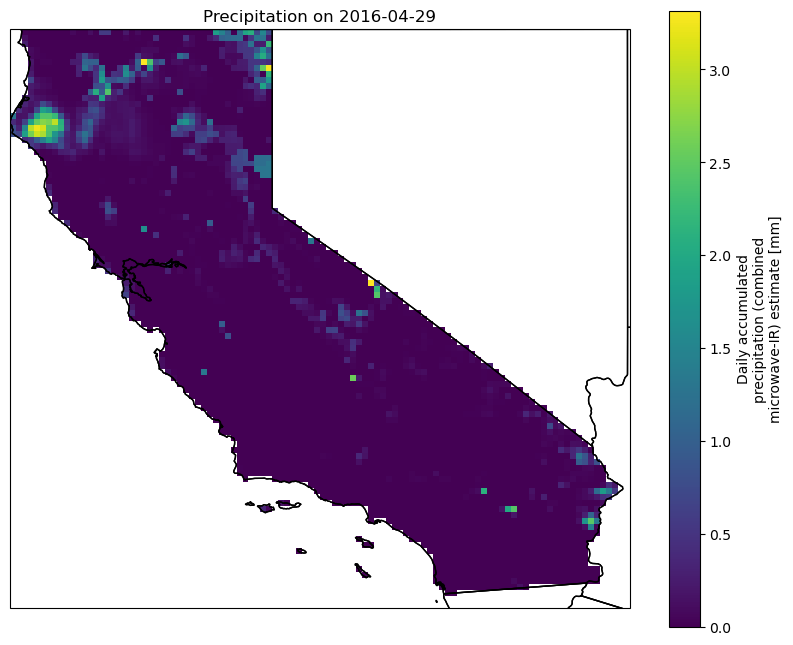 Precipitation on 2016-04-29
3.0
2.5
2.0
1.5
1.0
0.5
0.0
Daily accumulated
precipitation (combined
microwave-IR) estimate [mm]